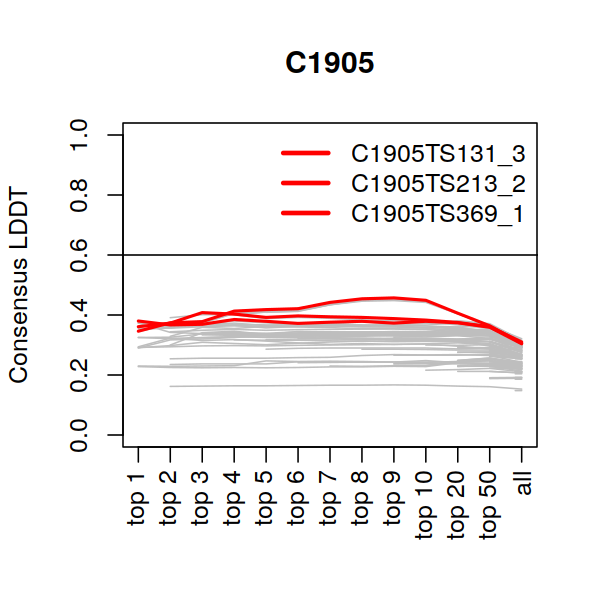 C1905
Consensus LDDT
1.0
0.8
0.6
0.4
0.2
0.0
C1905TS131_3
C1905TS213_2
C1905TS369_1
top 1
top 2
top 3
top 4
top 5
top 6
top 7
top 8
top 9
top 10
top 20
top 50
all